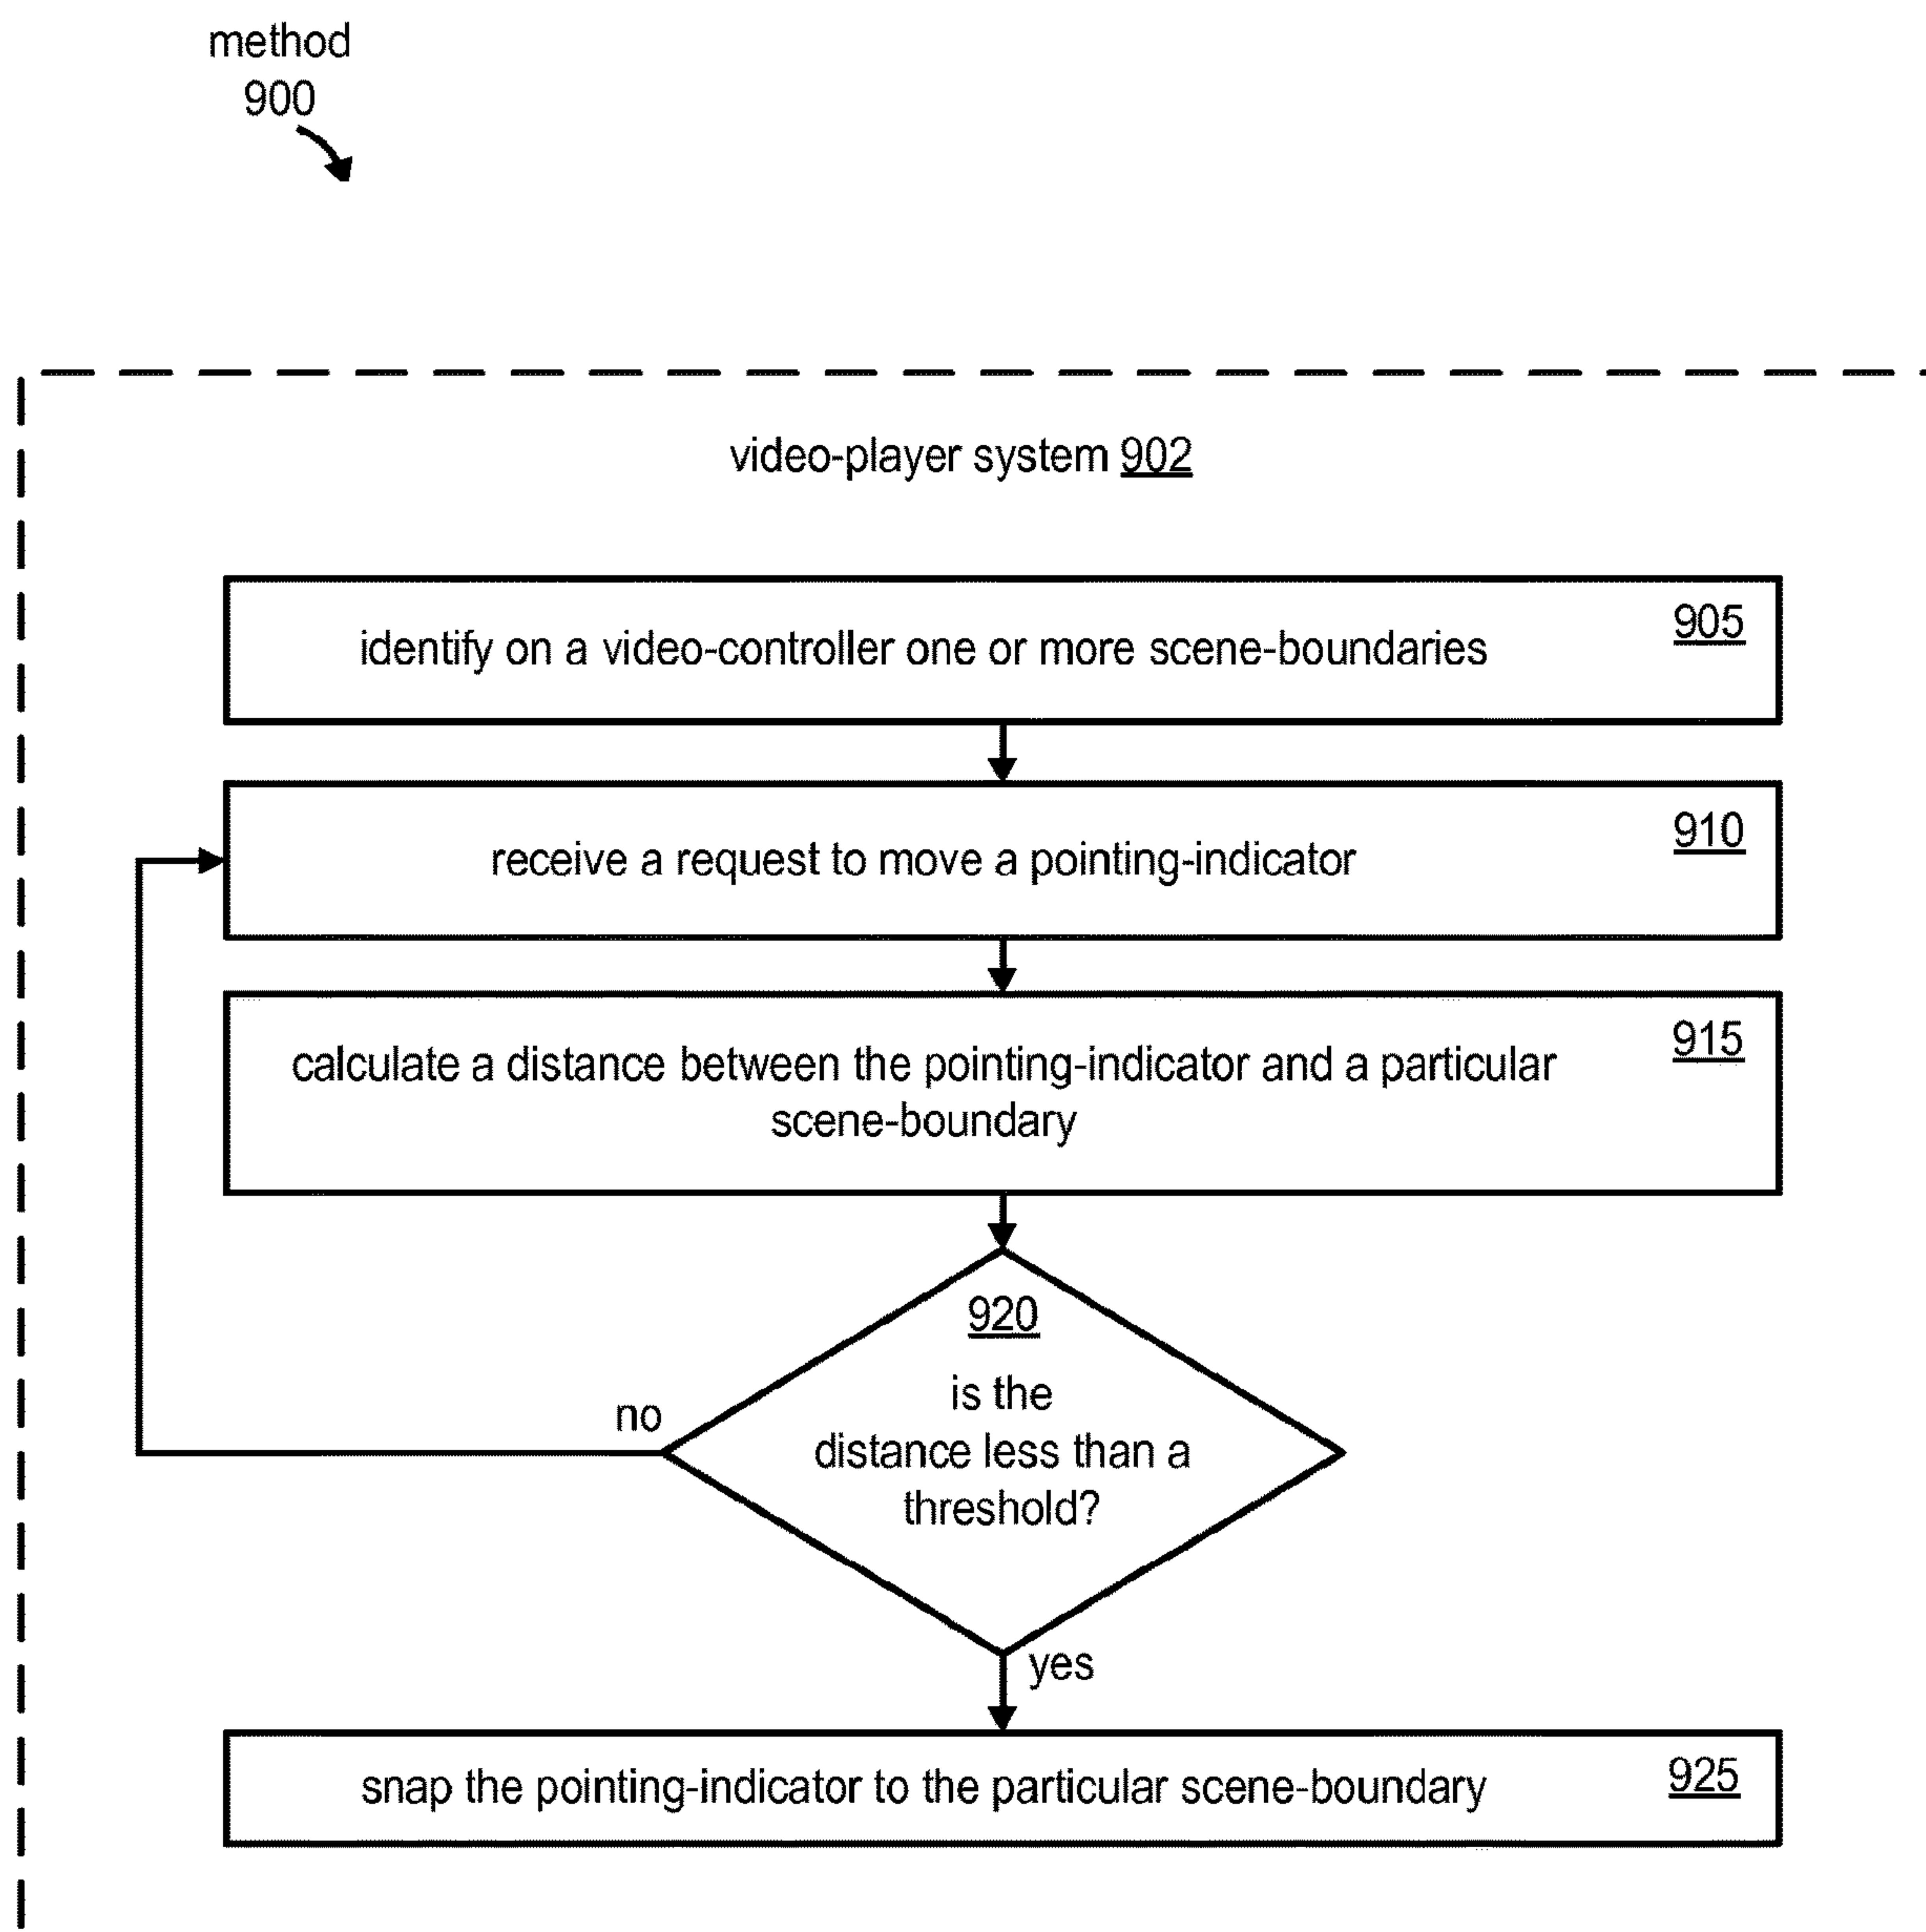 method
900
video-player system 902
905
identify on a video-controller one or more scene-boundaries
910
receive a request to move a pointing-indicator
915
calculate a distance between the pointing-indicator and a particular
scene-boundary
920
is the
distance less than a
threshold?
no
yes
925
snap the pointing-indicator to the particular scene-boundary